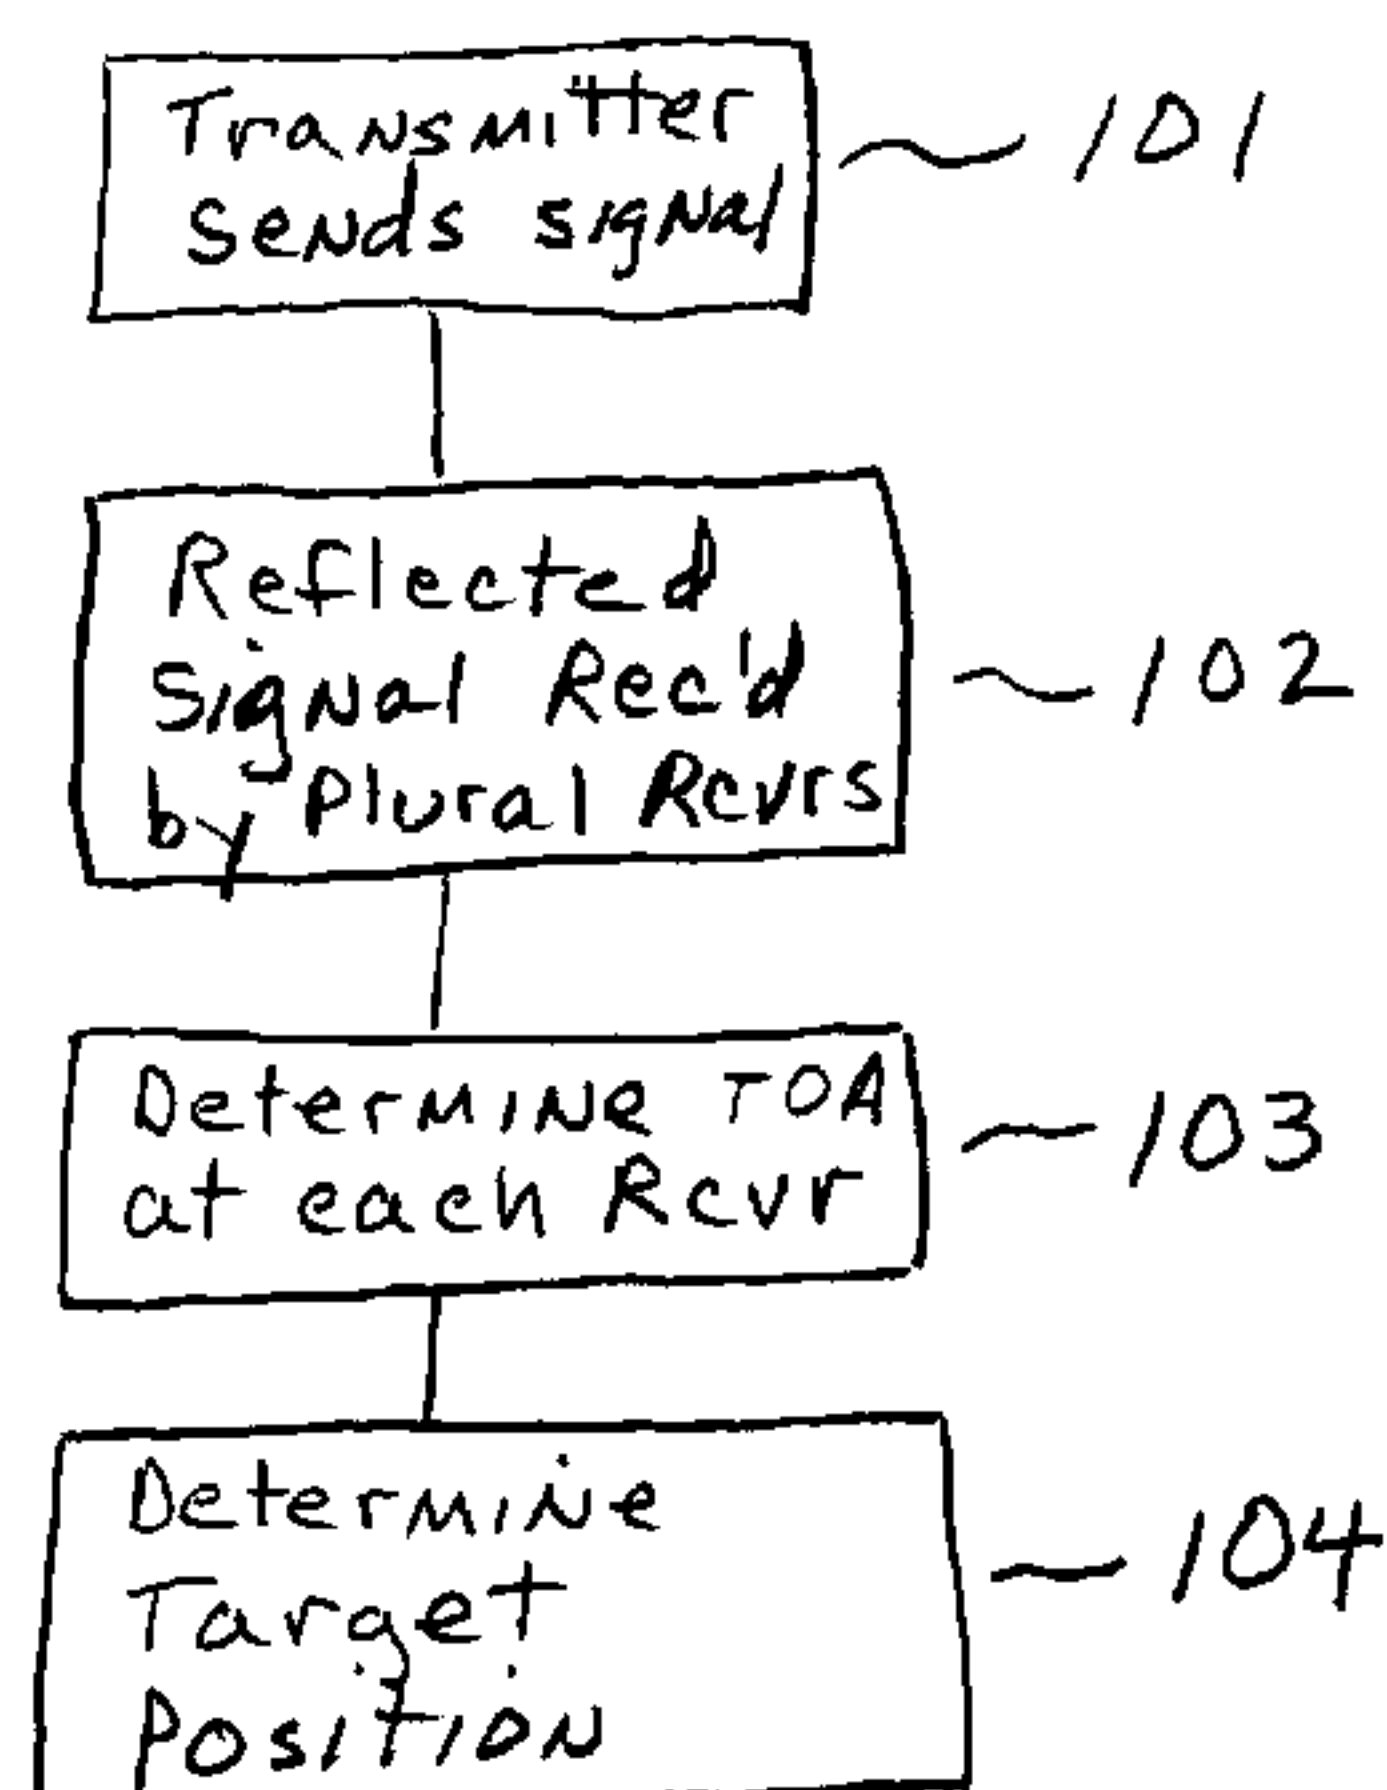 Transmitter
sends signal
101
Reflected
Signal Rec'd
by Plural Rcvrs
102
Determine TOA
at each Rcvr
103
Determine
Target
Position
104